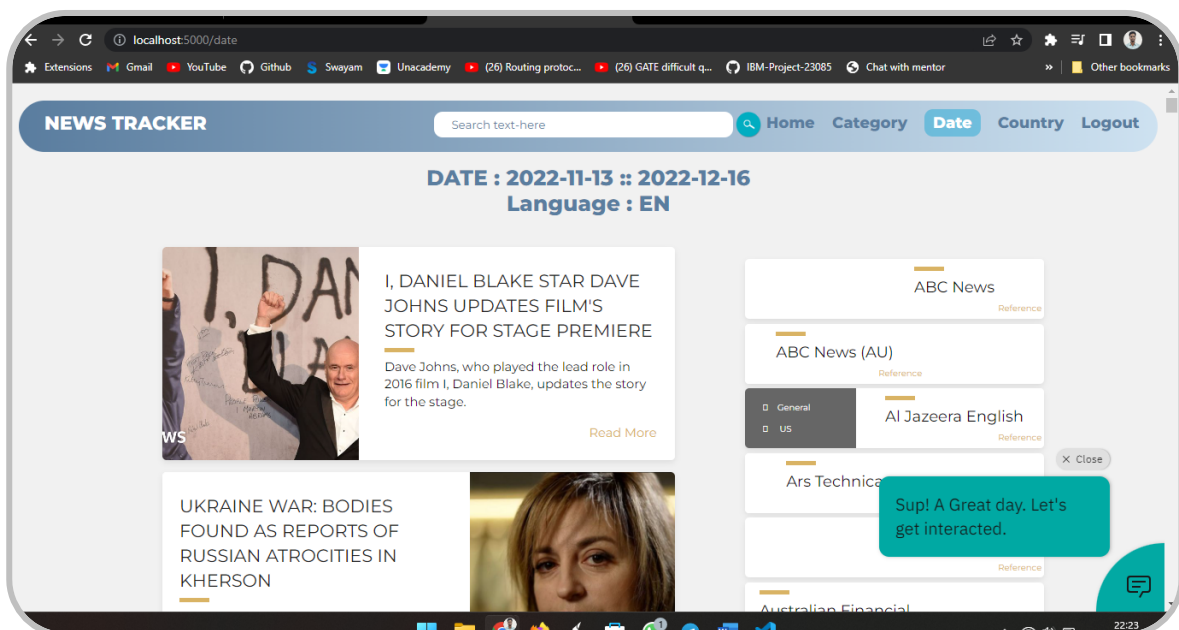 localhost:5000/date
Extensions Gmail YouTube Github Swayam Unacademy (26) Routing protoc... (26) GATE difficult q... IBM-Project-23085 Chat with mentor » Other bookmarks
NEWS TRACKER Search text-here Home Category Date Country Logout
DATE : 2022-11-13 :: 2022-12-16
Language : EN
I, DAN
WS
I, DANIEL BLAKE STAR DAVE
JOHNS UPDATES FILM'S
STORY FOR STAGE PREMIERE
Dave Johns, who played the lead role in
2016 film I, Daniel Blake, updates the story
for the stage.
Read More
UKRAINE WAR: BODIES
FOUND AS REPORTS OF
RUSSIAN ATROCITIES IN
KHERSON
ABC News
Reference
ABC News (AU)
Reference
General
US
Al Jazeera English
Reference
Ars Technica
Reference
Australian Financial
Close
Sup! A Great day. Let's
get interacted.
1
22:23